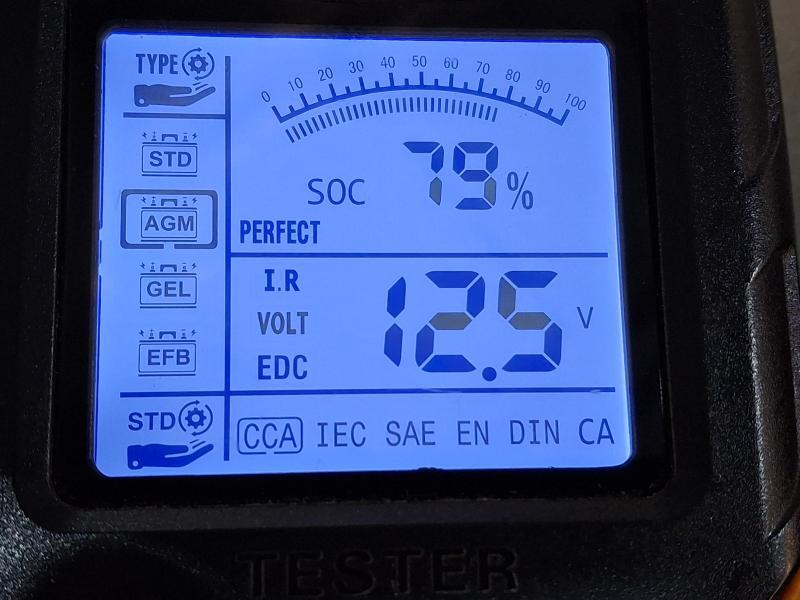 TYPE
STD
AGM
GEL
EFB
STD
0 10 20 30 40 50 60 70 80 90 100
SOC 79%
PERFECT
I.R
VOLT
EDC
12.5 V
CCA IEC SAE EN DIN CA
TESTER